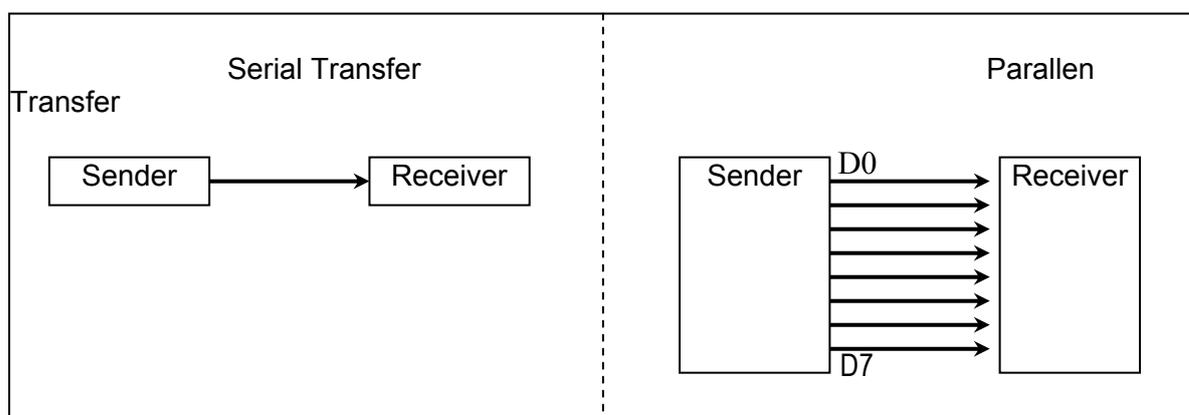 Serial Transfer Parallen
Transfer
Sender Receiver Sender D0 Receiver
D7